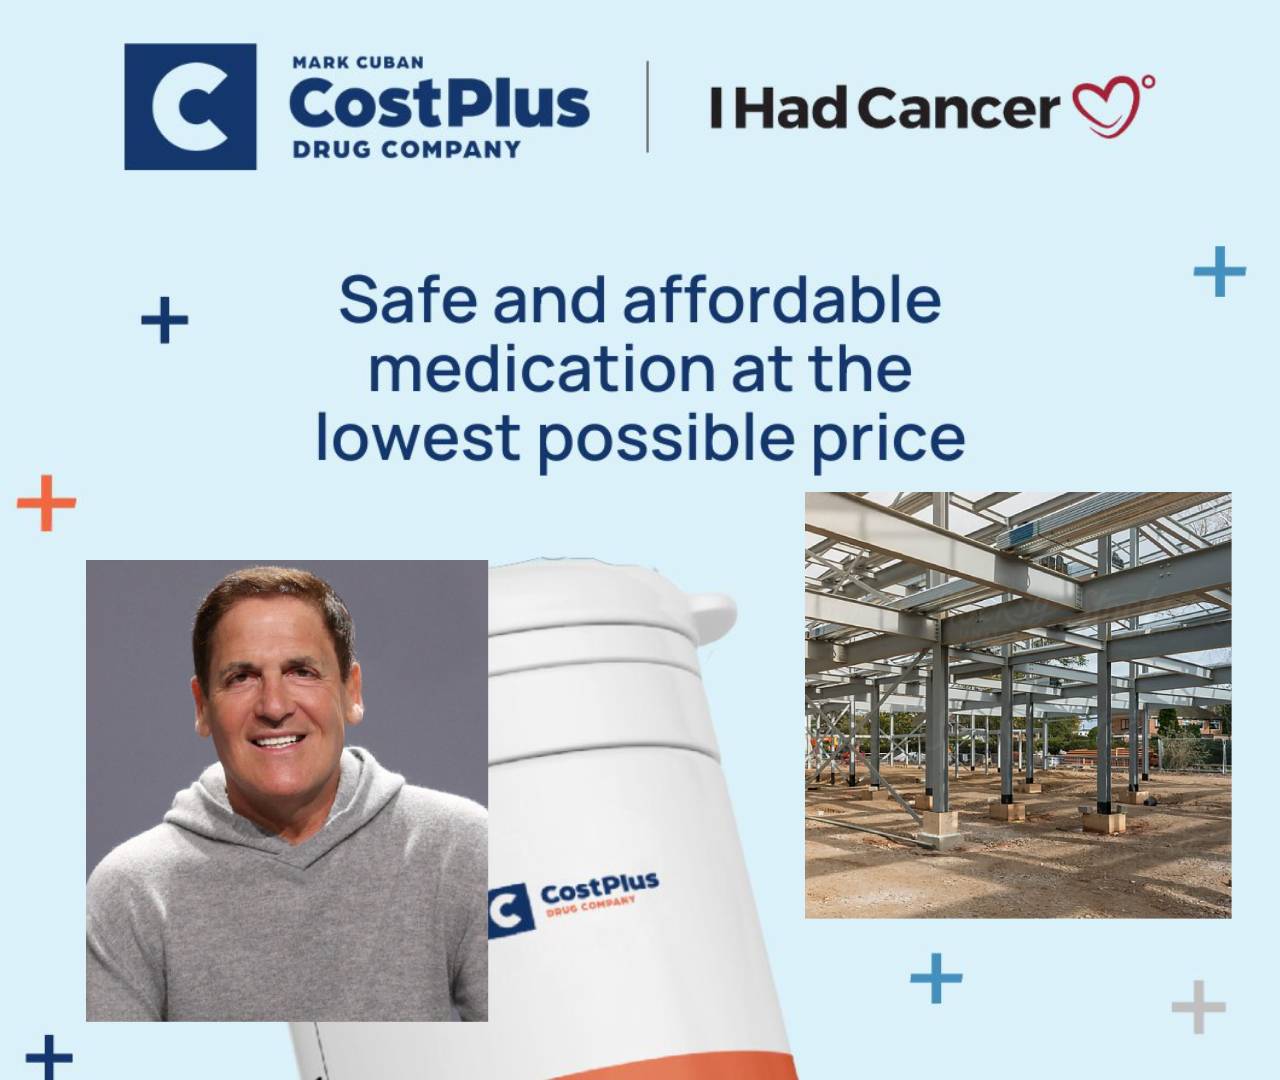 MARK CUBAN
CostPlus
DRUG COMPANY
I Had Cancer
Safe and affordable
medication at the
lowest possible price
CostPlus
DRUG COMPANY